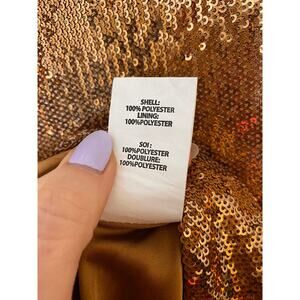 SHELL:
100% POLYESTER
LINING:
100%POLYESTER
SOI :
100%POLYESTER
DOUBLURE:
100%POLYESTER